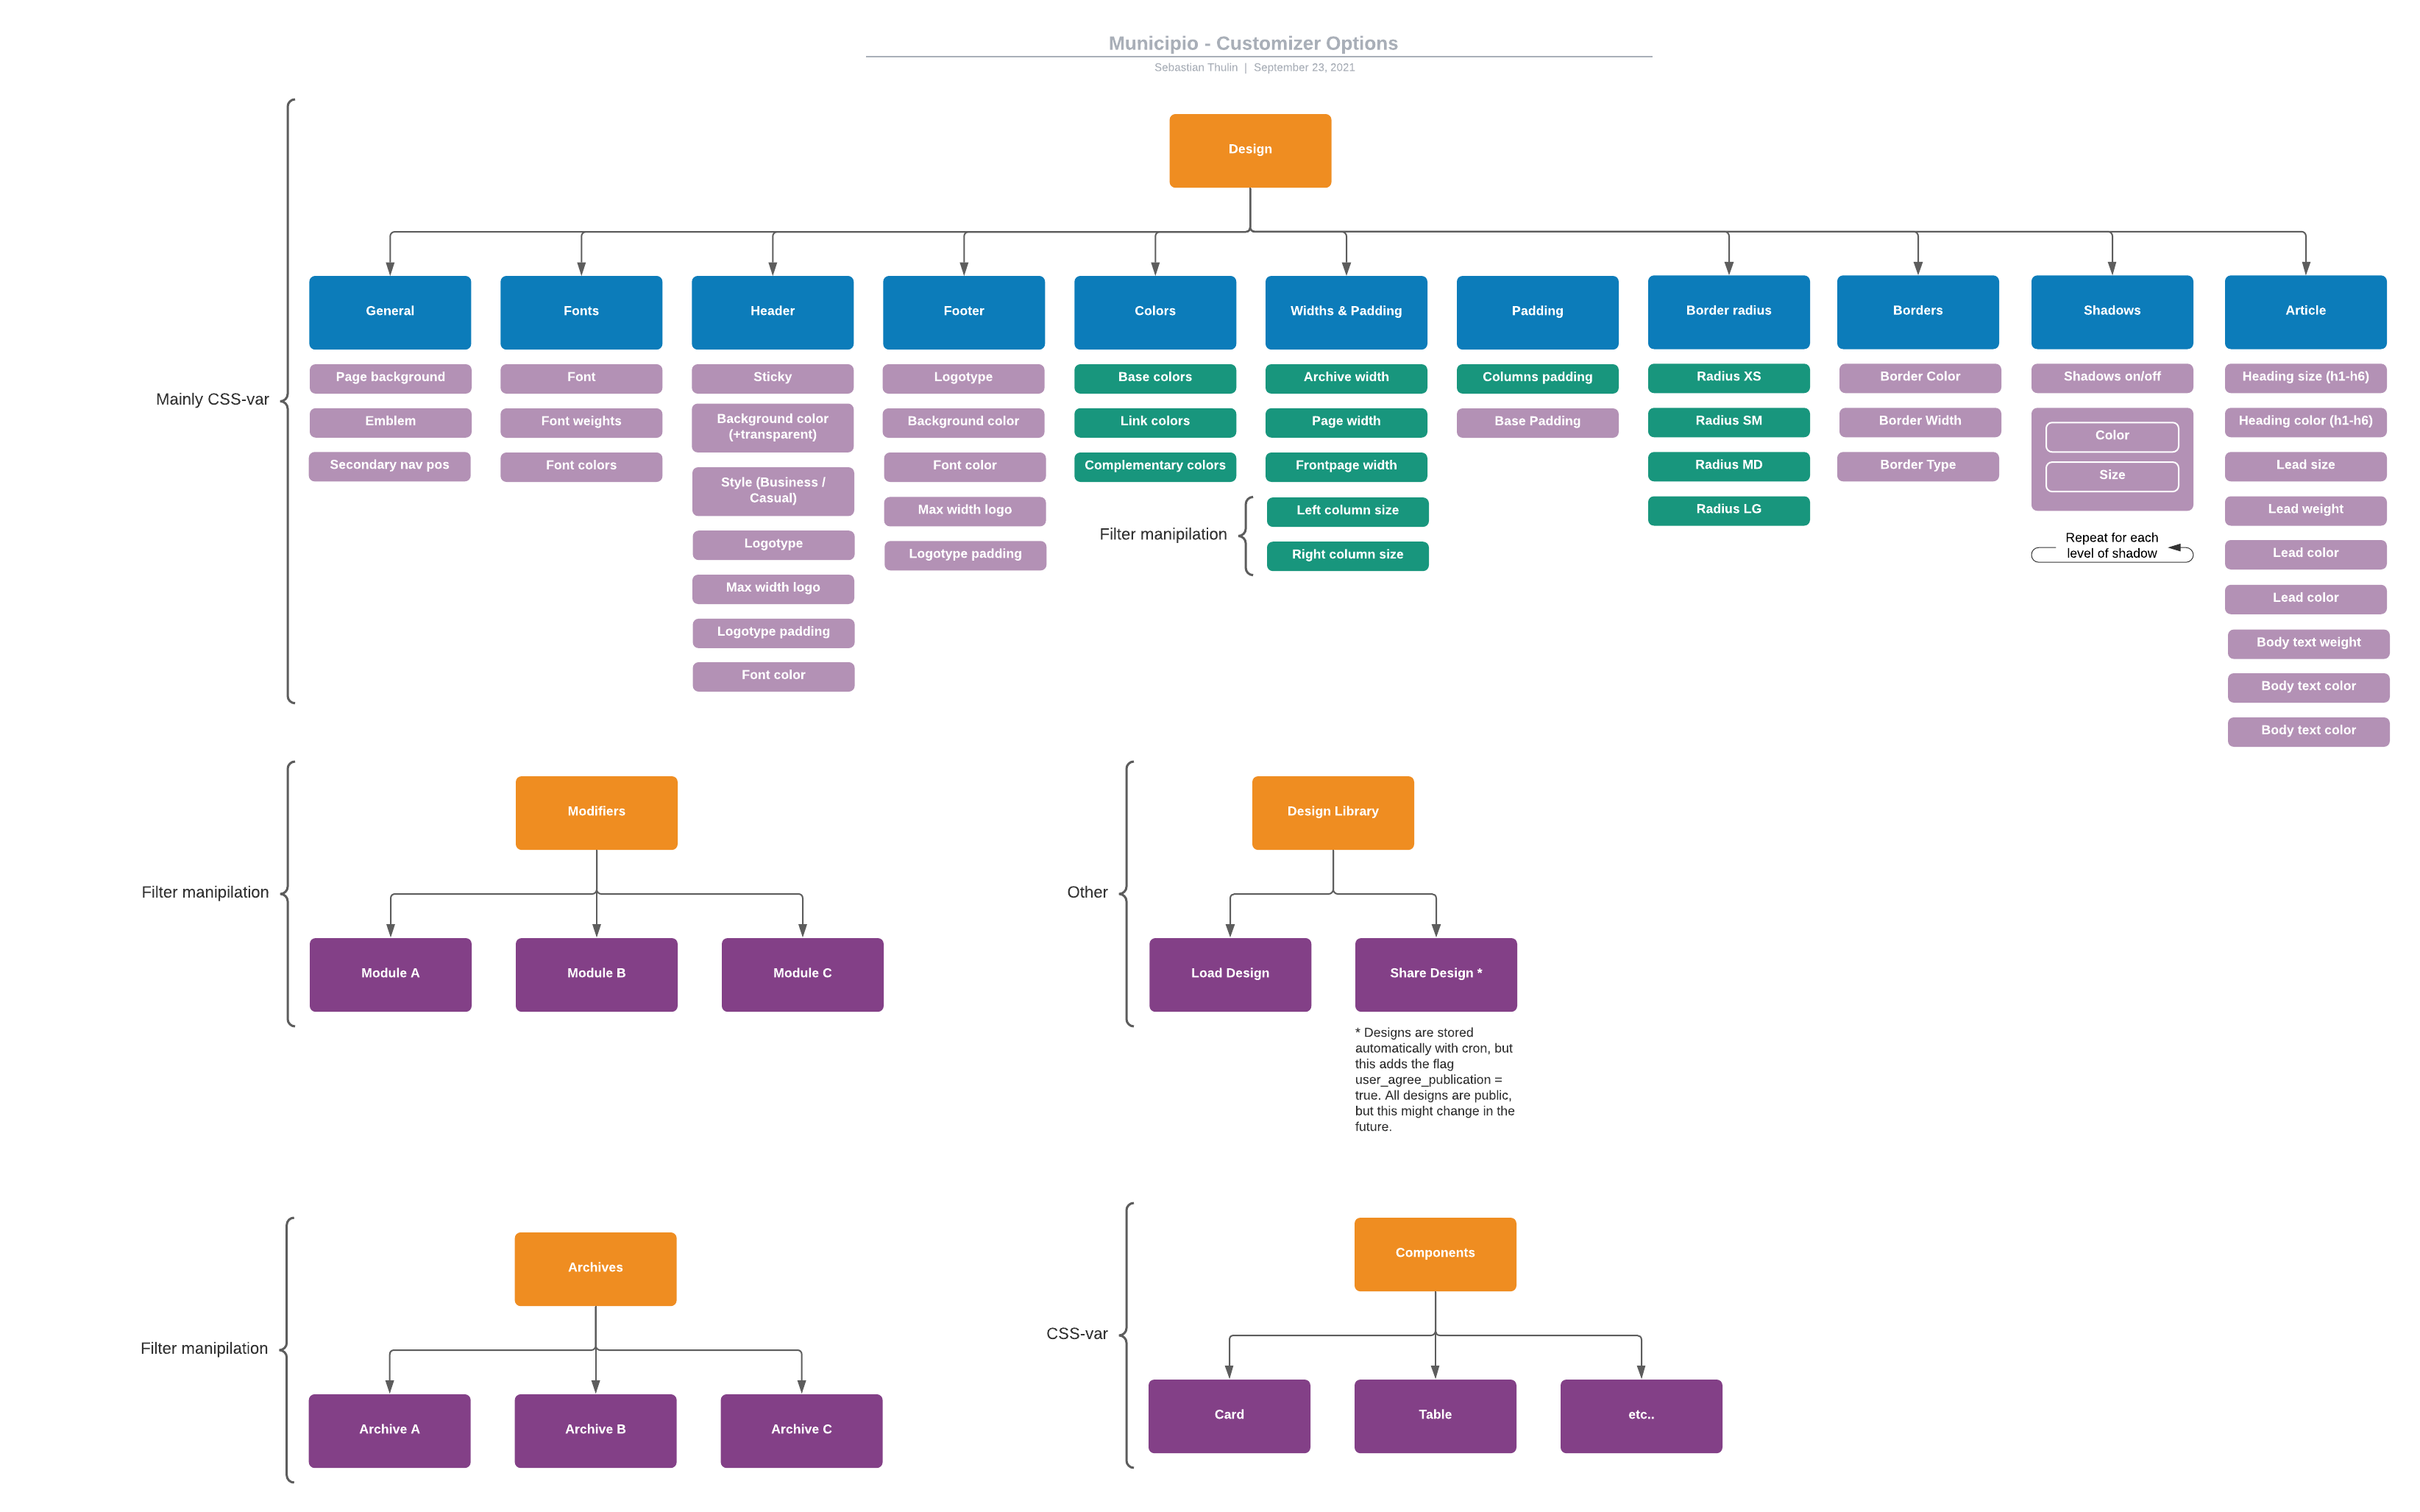 Municipio - Customizer Options
Sebastian Thulin | September 23, 2021
Mainly CSS-var
Design
General
Page background
Emblem
Secondary nav pos
Fonts
Font
Font weights
Font colors
Header
Sticky
Background color
(+transparent)
Style (Business /
Casual)
Logotype
Max width logo
Logotype padding
Font color
Footer
Logotype
Background color
Font color
Max width logo
Logotype padding
Colors
Base colors
Link colors
Complementary colors
Widths & Padding
Archive width
Page width
Frontpage width
Filter manipilation
Left column size
Right column size
Padding
Columns padding
Base Padding
Border radius
Radius XS
Radius SM
Radius MD
Radius LG
Borders
Border Color
Border Width
Border Type
Shadows
Shadows on/off
Color
Size
Repeat for each
level of shadow
Article
Heading size (h1-h6)
Heading color (h1-h6)
Lead size
Lead weight
Lead color
Lead color
Body text weight
Body text color
Body text color
Filter manipilation
Modifiers
Module A
Module B
Module C
Other
Design Library
Load Design
Share Design *
* Designs are stored
automatically with cron, but
this adds the flag
user_agree_publication =
true. All designs are public,
but this might change in the
future.
Filter manipilation
Archives
Archive A
Archive B
Archive C
CSS-var
Components
Card
Table
etc..